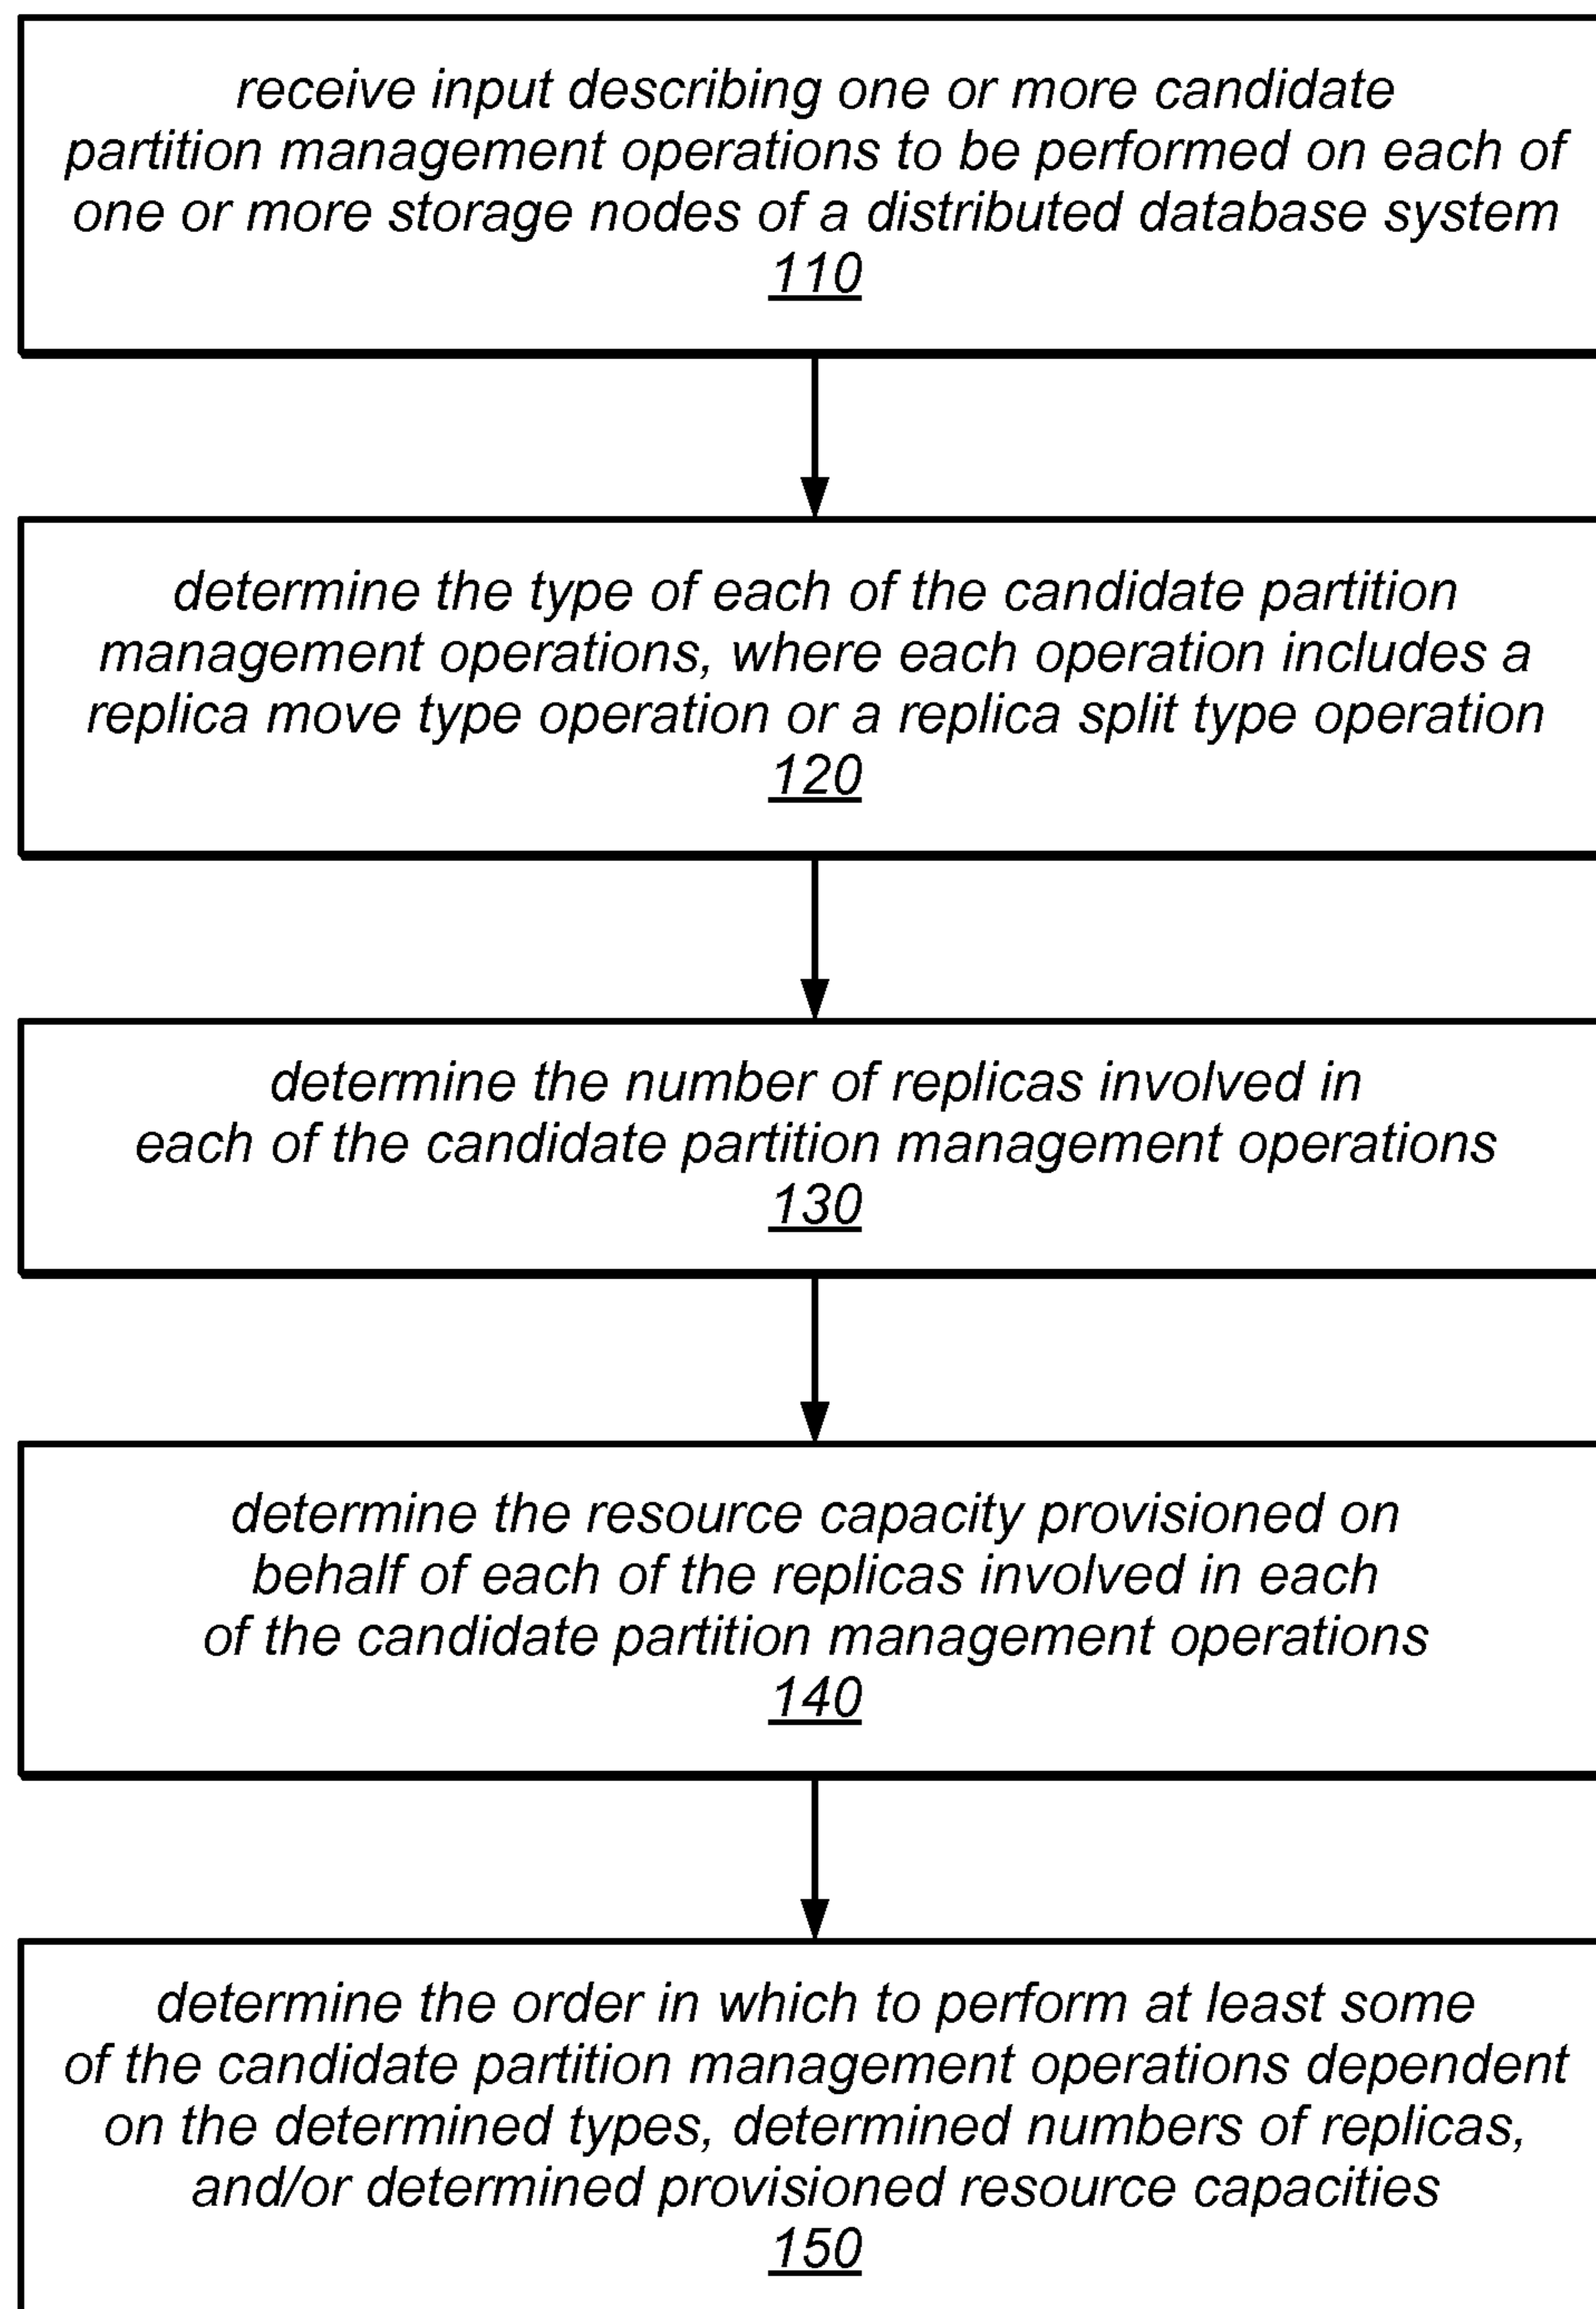 receive input describing one or more candidate
partition management operations to be performed on each of
one or more storage nodes of a distributed database system
110
determine the type of each of the candidate partition
management operations, where each operation includes a
replica move type operation or a replica split type operation
120
determine the number of replicas involved in
each of the candidate partition management operations
130
determine the resource capacity provisioned on
behalf of each of the replicas involved in each
of the candidate partition management operations
140
determine the order in which to perform at least some
of the candidate partition management operations dependent
on the determined types, determined numbers of replicas,
and/or determined provisioned resource capacities
150